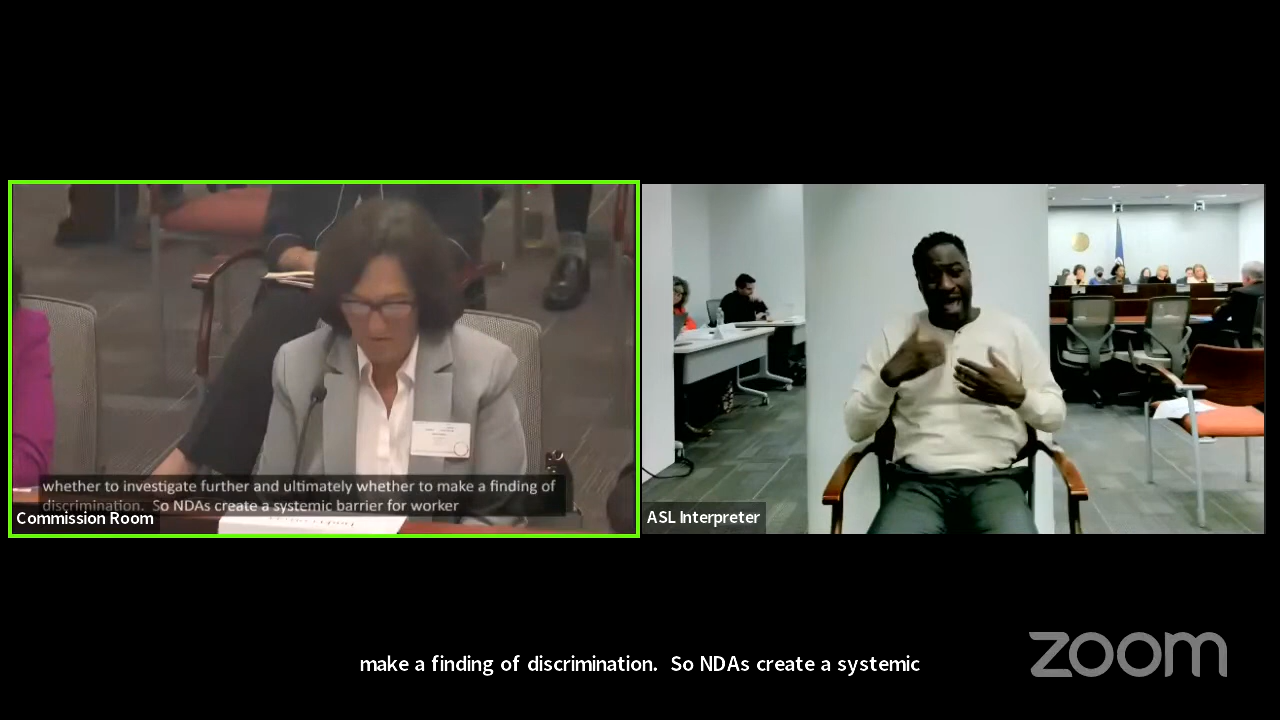 whether to investigate further and ultimately whether to make a finding of
discrimination.  So NDAs create a systemic barrier for worker
Commission Room
ASL Interpreter
make a finding of discrimination.  So NDAs create a systemic
zoom